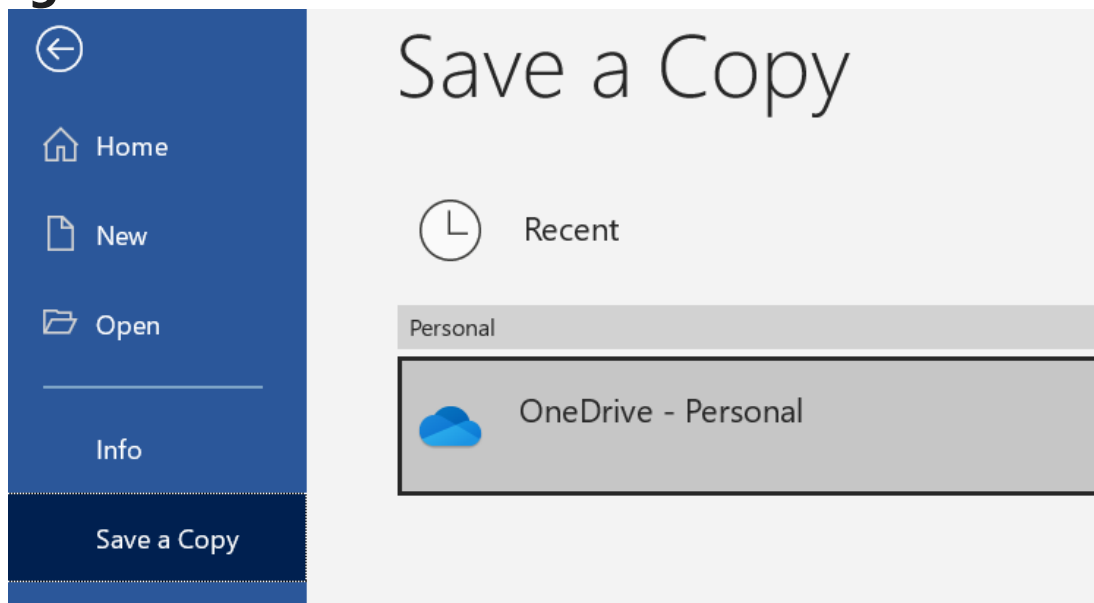 Save a Copy
Home
New
Open
Info
Save a Copy
Recent
Personal
OneDrive - Personal